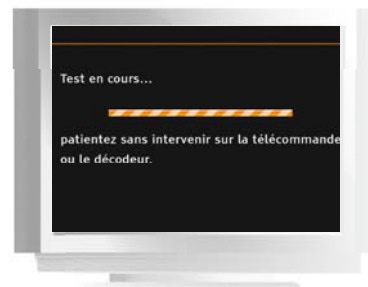 Test en cours...
patientez sans intervenir sur la télécommande
ou le décodeur.